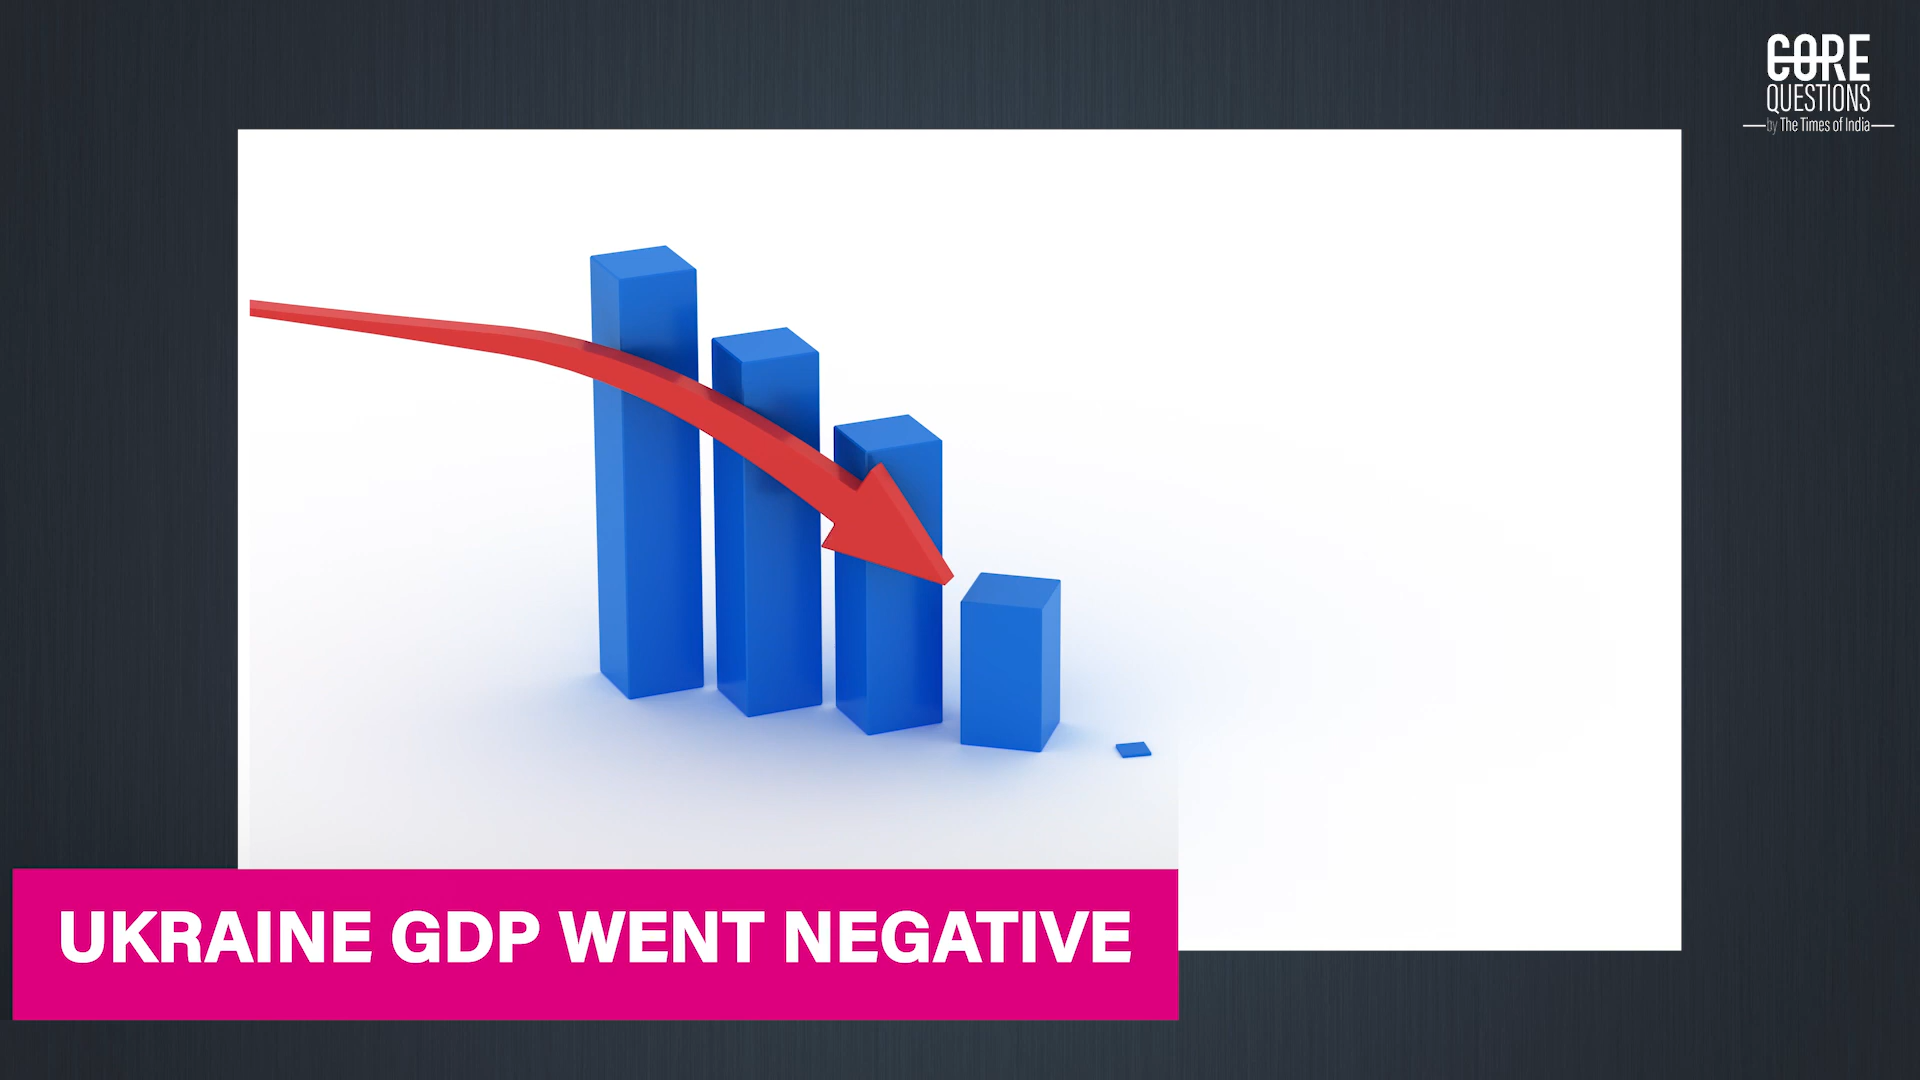 CORE
QUESTIONS
by The Times of India
UKRAINE GDP WENT NEGATIVE